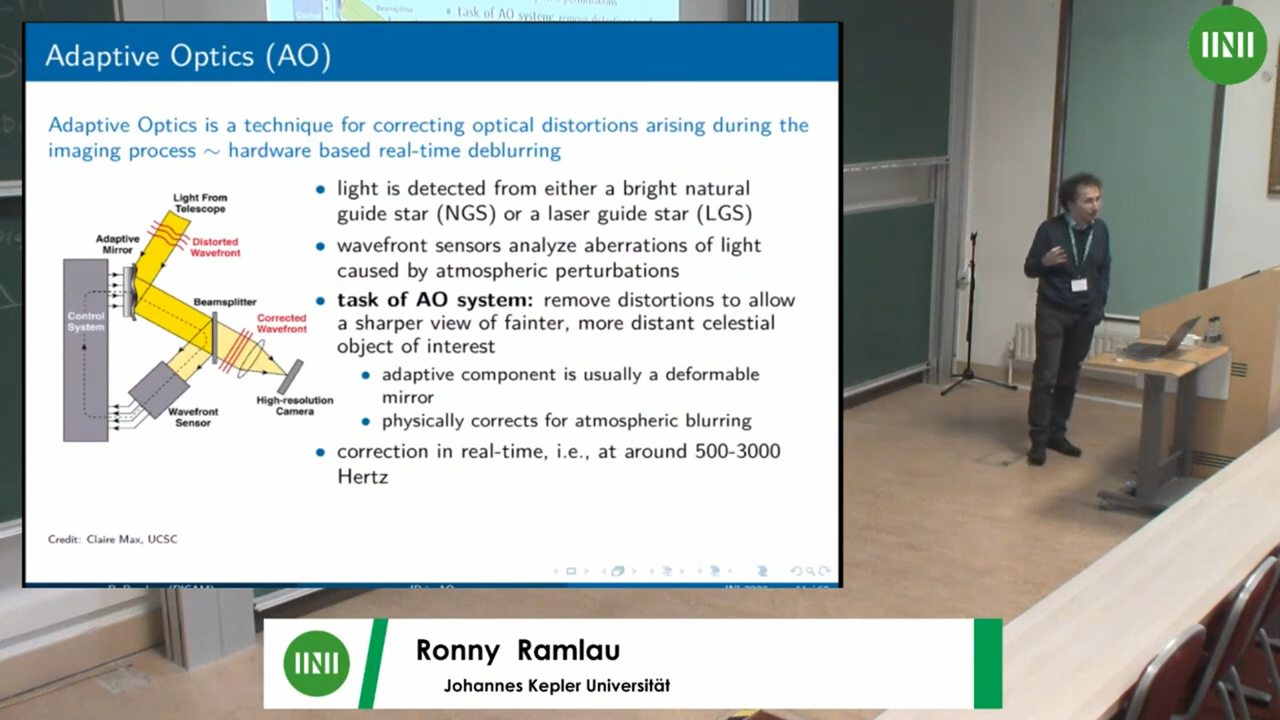 task of AO system:
Adaptive Optics (AO)
Adaptive Optics is a technique for correcting optical distortions arising during the
imaging process ∼ hardware based real-time deblurring
• light is detected from either a bright natural
guide star (NGS) or a laser guide star (LGS)
• wavefront sensors analyze aberrations of light
caused by atmospheric perturbations
• task of AO system: remove distortions to allow
a sharper view of fainter, more distant celestial
object of interest
• adaptive component is usually a deformable
mirror
• physically corrects for atmospheric blurring
• correction in real-time, i.e., at around 500-3000
Hertz
Light From
Telescope
Adaptive
Mirror
Distorted
Wavefront
Beamsplitter
Control
System
Corrected
Wavefront
High-resolution
Camera
Wavefront
Sensor
Credit: Claire Max, UCSC
Ronny Ramlau
Johannes Kepler Universität